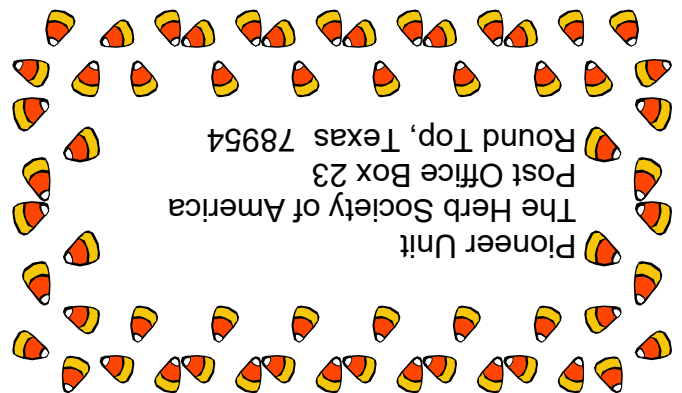 Pioneer Unit
The Herb Society of America
Post Office Box 23
Round Top, Texas  78954